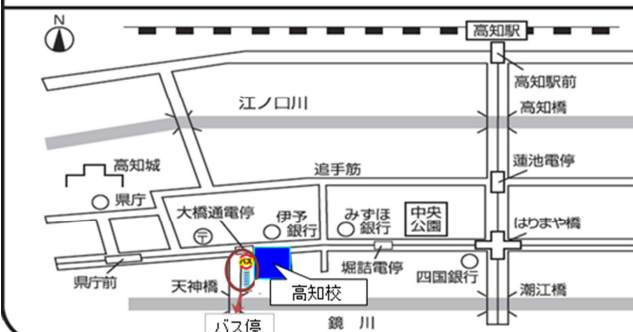 N
高知駅
高知駅前
江ノ口川
高知橋
高知城
追手筋
蓮池電停
県庁
大橋通電停
伊予
銀行
みずほ
銀行
中央
公園
はりまや橋
〒
バス
県庁前
天神橋
堀詰電停
四国銀行
高知校
潮江橋
バス停
鏡 川